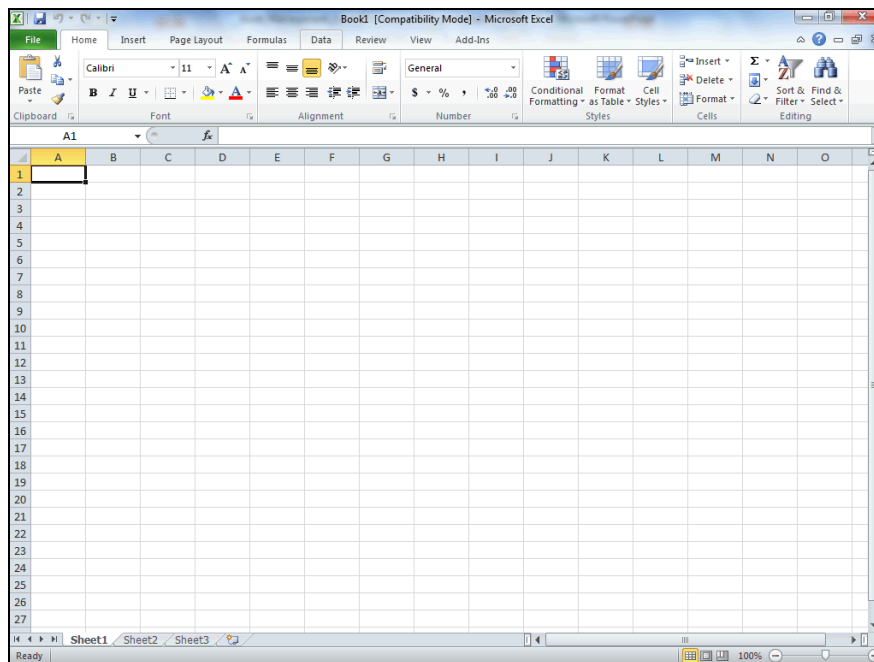 Book1 [Compatibility Mode] - Microsoft Excel
File Home Insert Page Layout Formulas Data Review View Add-Ins
Paste
Calibri 11 A A
B I U A
General
$ % , .00 .00
Conditional Formatting
Format as Table
Cell Styles
Insert
Delete
Format
Σ
Sort & Filter
Find & Select
Clipboard Font Alignment Number Styles Cells Editing
A1 fx
A B C D E F G H I J K L M N O
1
2
3
4
5
6
7
8
9
10
11
12
13
14
15
16
17
18
19
20
21
22
23
24
25
26
27
Sheet1 Sheet2 Sheet3
Ready 100%